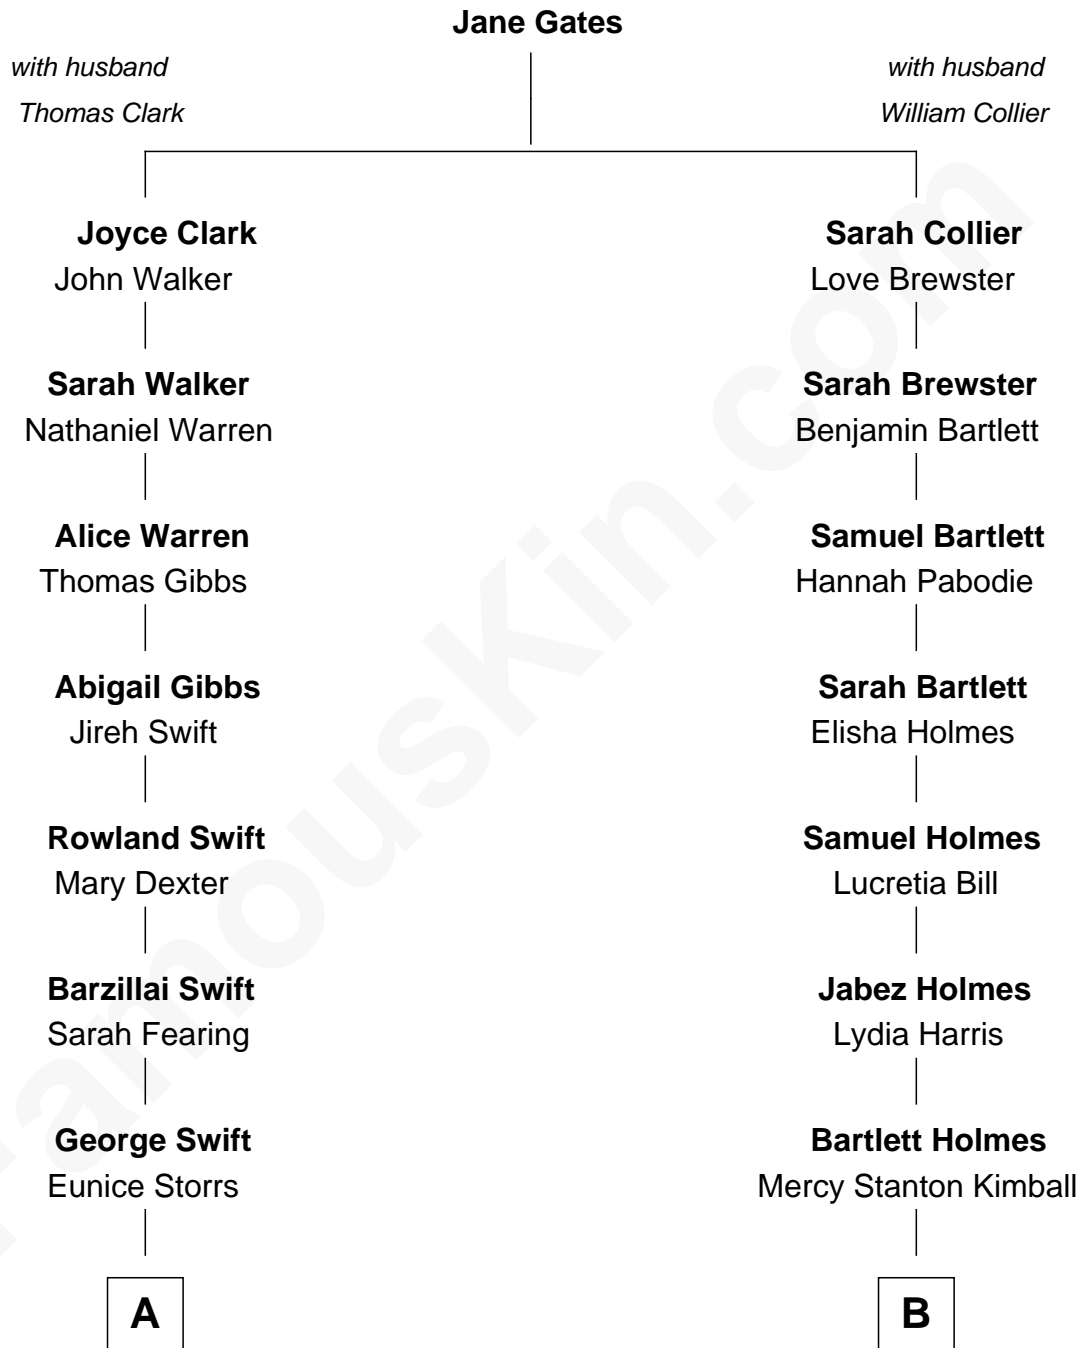 Jane Gates
with husband
Thomas Clark
with husband
William Collier
Joyce Clark
John Walker
Sarah Walker
Nathaniel Warren
Alice Warren
Thomas Gibbs
Abigail Gibbs
Jireh Swift
Rowland Swift
Mary Dexter
Barzillai Swift
Sarah Fearing
George Swift
Eunice Storrs
A
Sarah Collier
Love Brewster
Sarah Brewster
Benjamin Bartlett
Samuel Bartlett
Hannah Pabodie
Sarah Bartlett
Elisha Holmes
Samuel Holmes
Lucretia Bill
Jabez Holmes
Lydia Harris
Bartlett Holmes
Mercy Stanton Kimball
B
FamousKin.com